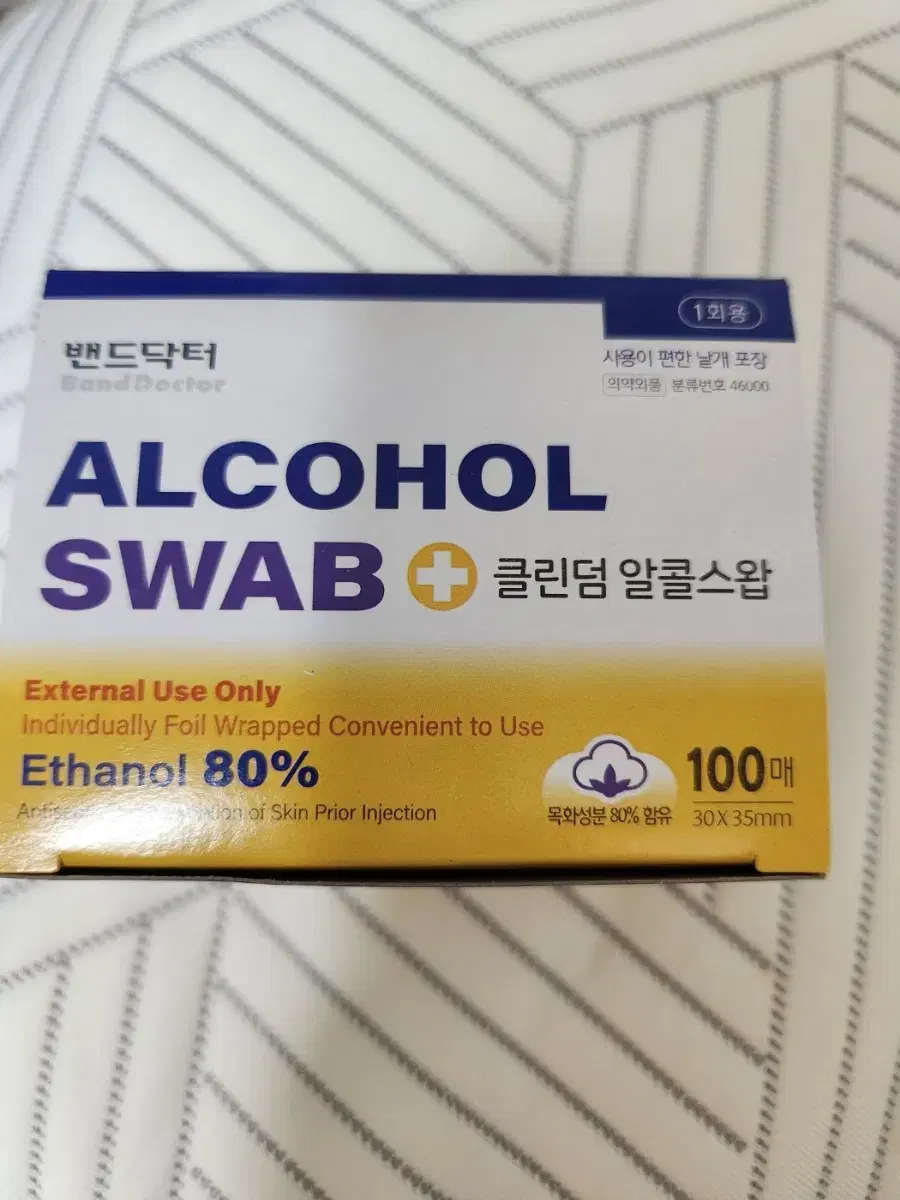 1회용
밴드닥터
BandDoctor
사용이 편한 낱개 포장
의약외품 분류번호 46000
ALCOHOL
SWAB 클린덤 알콜스왑
External Use Only
Individually Foil Wrapped Convenient to Use
Ethanol 80%
of Skin Prior Injection
목화성분 80% 함유
100매
30X35mm